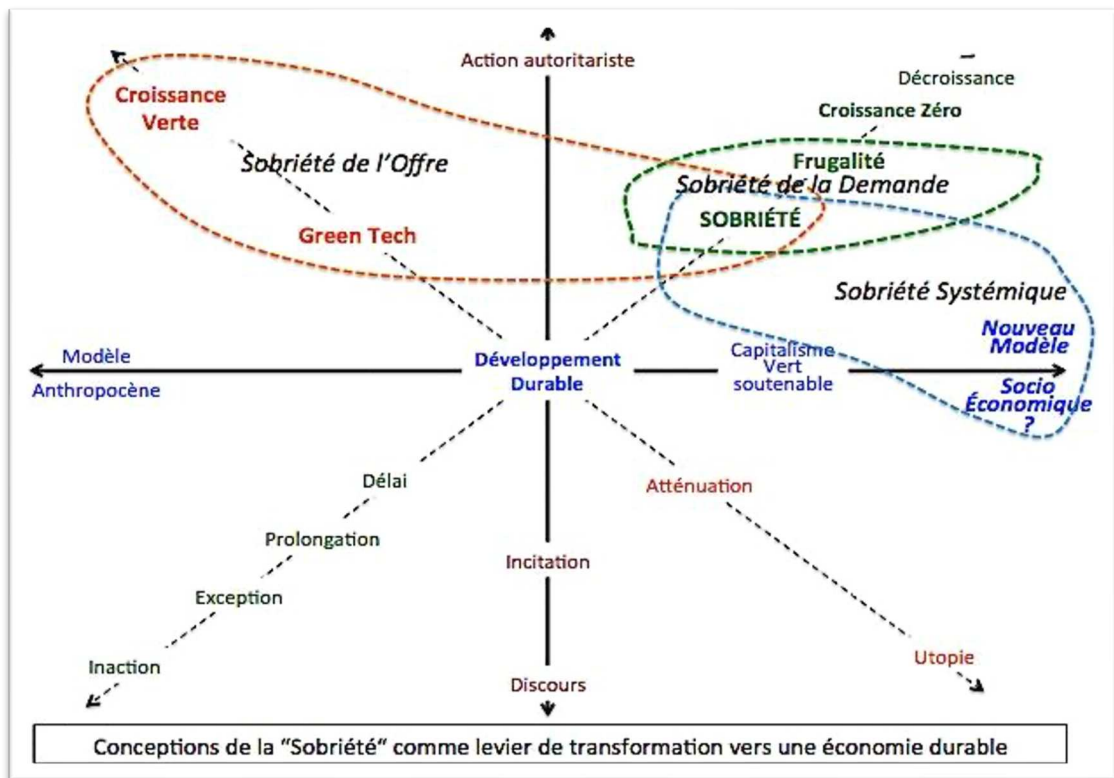 Action autoritariste
Décroissance
Croissance
Verte
Croissance Zéro
Sobriété de l'Offre
Frugalité
Sobriété de la Demande
SOBRIÉTÉ
Green Tech
Sobriété Systémique
Nouveau
Modèle
Modèle
Anthropocène
Développement
Durable
Capitalisme
Vert
soutenable
Socio
Économique
?
Délai
Atténuation
Prolongation
Incitation
Exception
Inaction
Utopie
Discours
Conceptions de la "Sobriété" comme levier de transformation vers une économie durable